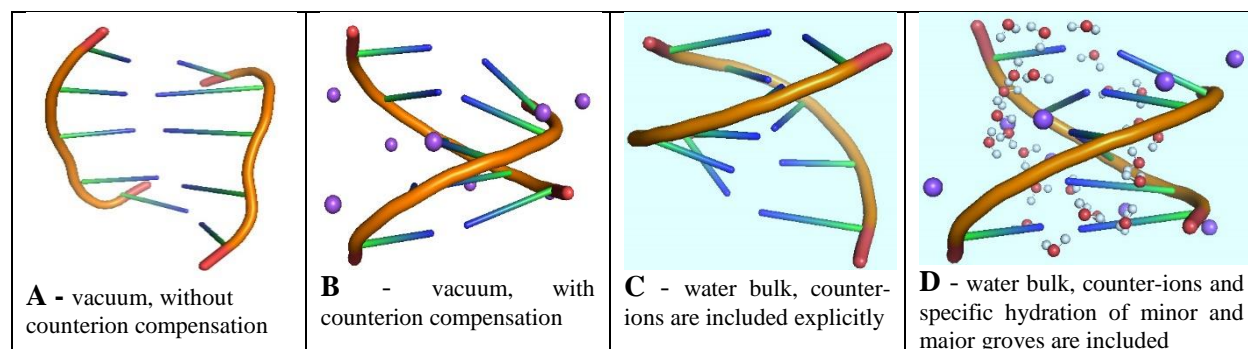 A - vacuum, without
counterion compensation
B - vacuum, with
counterion compensation
C - water bulk, counter-
ions are included explicitly
D - water bulk, counter-ions and
specific hydration of minor and
major groves are included